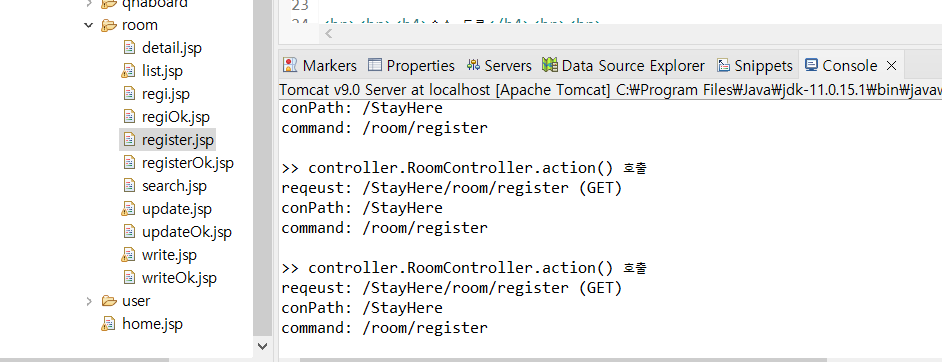 qnaboard
room
detail.jsp
list.jsp
regi.jsp
regiOk.jsp
register.jsp
registerOk.jsp
search.jsp
update.jsp
updateOk.jsp
write.jsp
writeOk.jsp
user
home.jsp
23
Markers Properties Servers Data Source Explorer Snippets Console
Tomcat v9.0 Server at localhost [Apache Tomcat] C:₩Program Files₩Java₩jdk-11.0.15.1₩bin₩javaw
conPath: /StayHere
command: /room/register
>> controller.RoomController.action() 호출
reqeust: /StayHere/room/register (GET)
conPath: /StayHere
command: /room/register
>> controller.RoomController.action() 호출
reqeust: /StayHere/room/register (GET)
conPath: /StayHere
command: /room/register